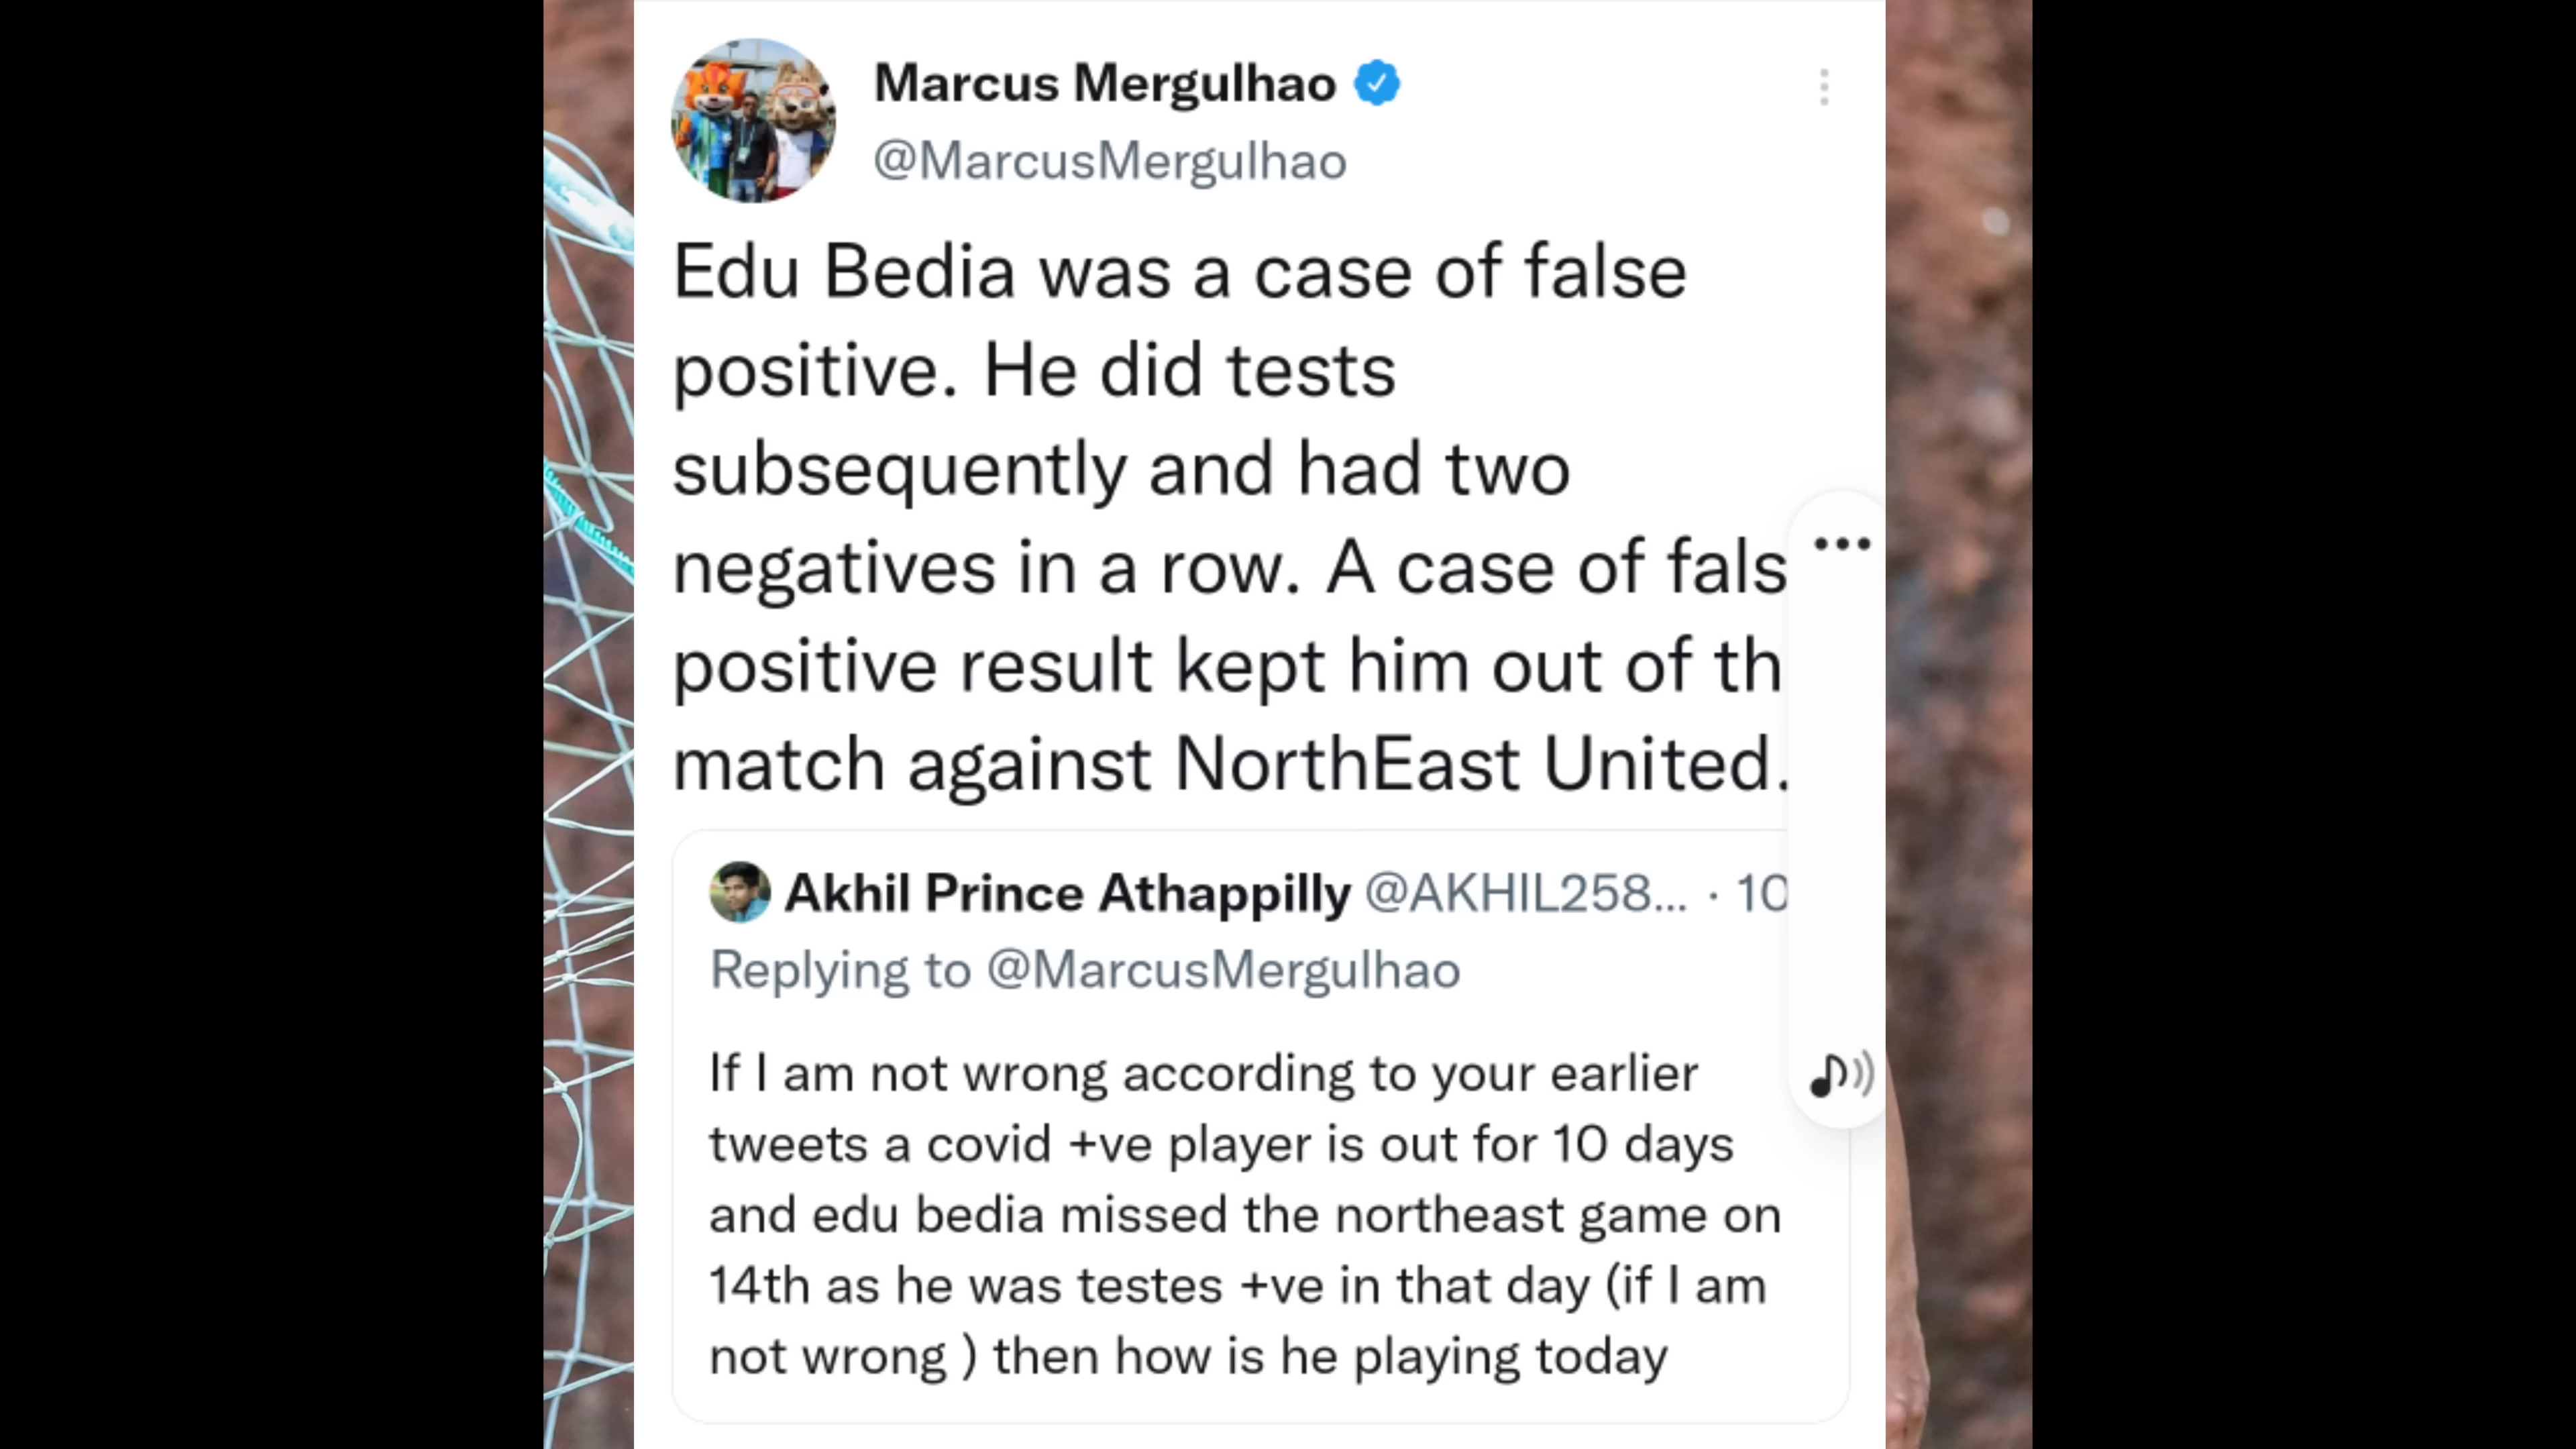 Marcus Mergulhao
@MarcusMergulhao
Edu Bedia was a case of false
positive. He did tests
subsequently and had two
negatives in a row. A case of fals
positive result kept him out of th
match against NorthEast United.
Akhil Prince Athappilly @AKHIL258... · 10
Replying to @MarcusMergulhao
If I am not wrong according to your earlier
tweets a covid +ve player is out for 10 days
and edu bedia missed the northeast game on
14th as he was testes +ve in that day (if I am
not wrong ) then how is he playing today